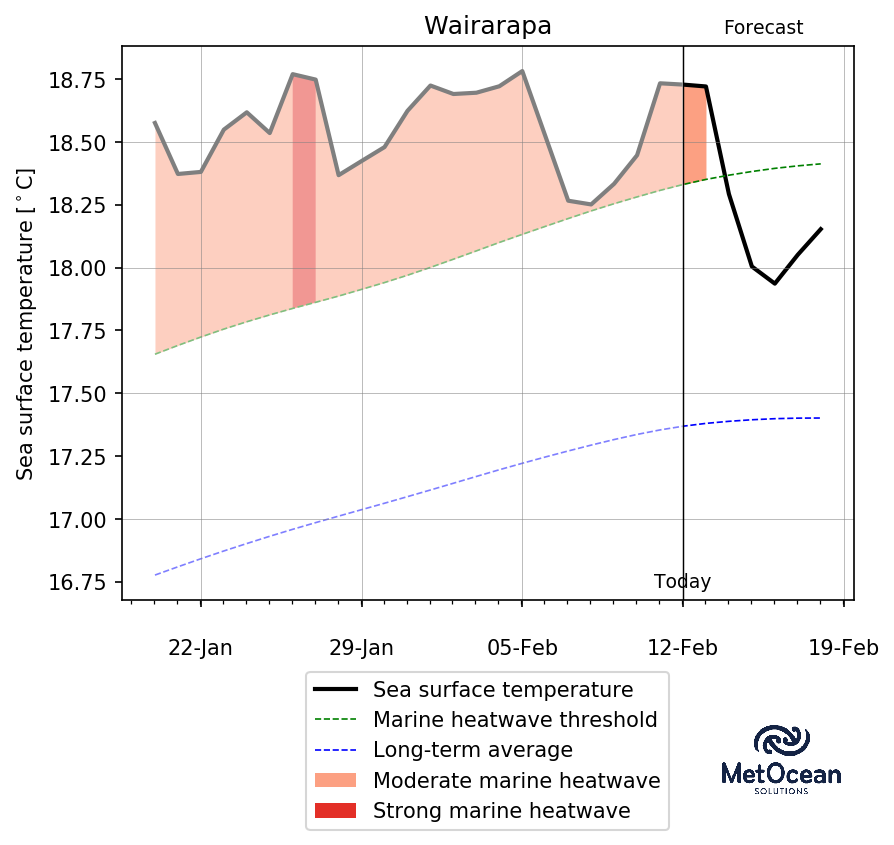 Wairarapa
Forecast
Sea surface temperature [°C]
18.75
18.50
18.25
18.00
17.75
17.50
17.25
17.00
16.75
Today
22-Jan 29-Jan 05-Feb 12-Feb 19-Feb
Sea surface temperature
Marine heatwave threshold
Long-term average
Moderate marine heatwave
Strong marine heatwave
MetOcean
SOLUTIONS